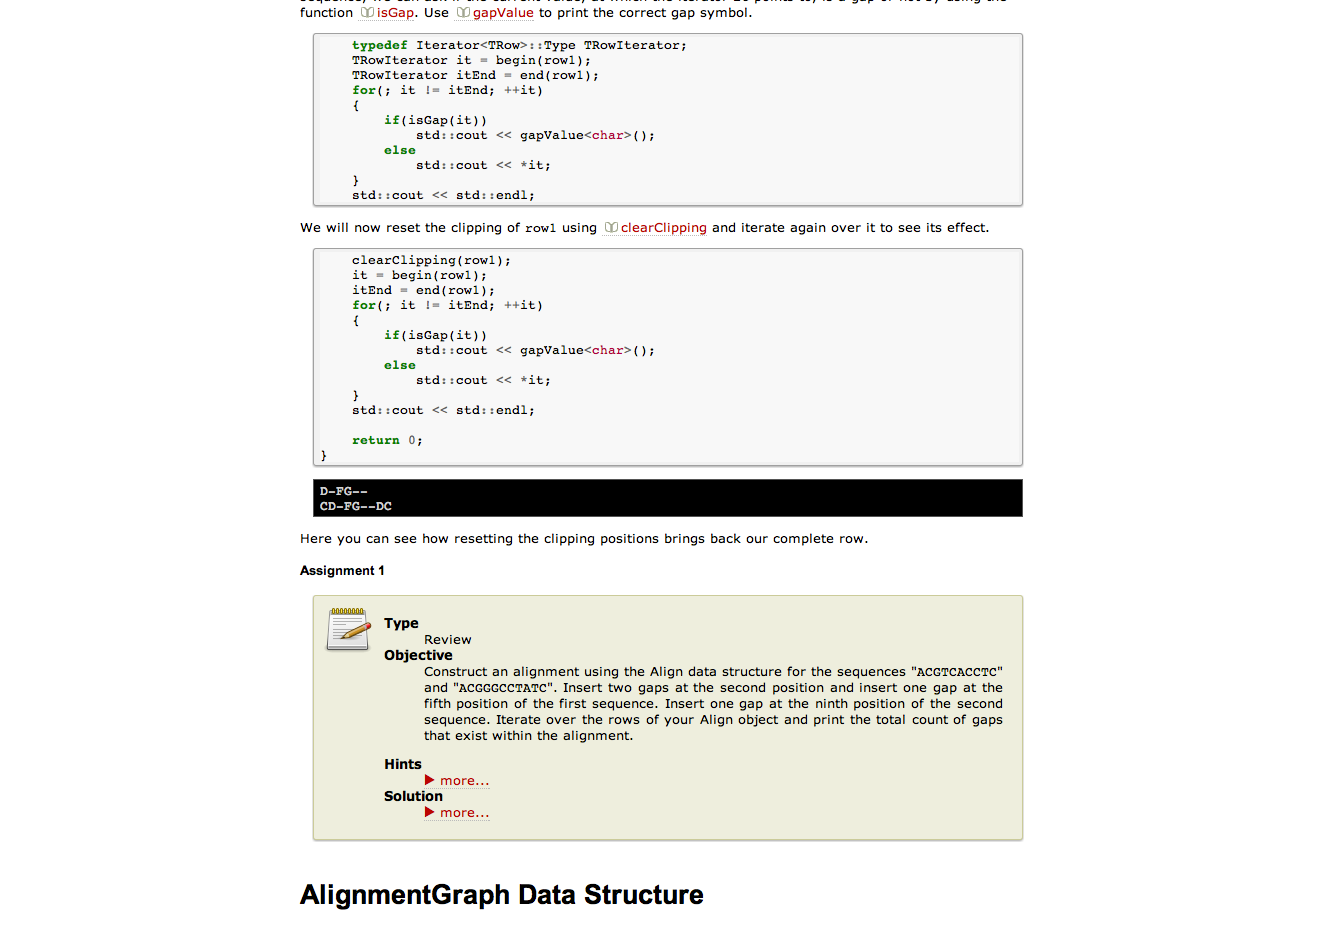 function isGap. Use gapValue to print the correct gap symbol.
typedef Iterator<TRow>::Type TRowIterator;
TRowIterator it = begin(row1);
TRowIterator itEnd = end(row1);
for(; it != itEnd; ++it)
{
if(isGap(it))
std::cout << gapValue<char>();
else
std::cout << *it;
}
std::cout << std::endl;
We will now reset the clipping of row1 using clearClipping and iterate again over it to see its effect.
clearClipping(row1);
it = begin(row1);
itEnd = end(row1);
for(; it != itEnd; ++it)
{
if(isGap(it))
std::cout << gapValue<char>();
else
std::cout << *it;
}
std::cout << std::endl;
return 0;
}
D-FG--
CD-FG--DC
Here you can see how resetting the clipping positions brings back our complete row.
Assignment 1
Type
Review
Objective
Construct an alignment using the Align data structure for the sequences "ACGTCACCTC"
and "ACGGGCCTATC". Insert two gaps at the second position and insert one gap at the
fifth position of the first sequence. Insert one gap at the ninth position of the second
sequence. Iterate over the rows of your Align object and print the total count of gaps
that exist within the alignment.
Hints
more...
Solution
more...
AlignmentGraph Data Structure